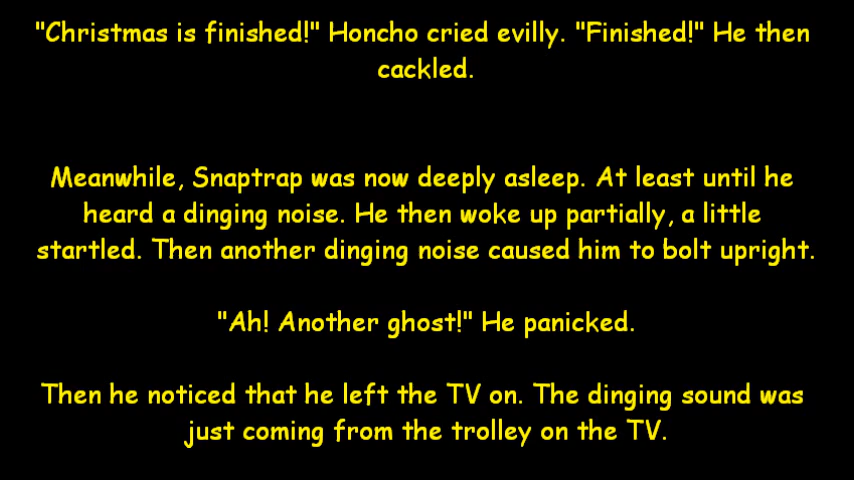 "Christmas is finished!" Honcho cried evilly. "Finished!" He then
cackled.
Meanwhile, Snaptrap was now deeply asleep. At least until he
heard a dinging noise. He then woke up partially, a little
startled. Then another dinging noise caused him to bolt upright.
"Ah! Another ghost!" He panicked.
Then he noticed that he left the TV on. The dinging sound was
just coming from the trolley on the TV.